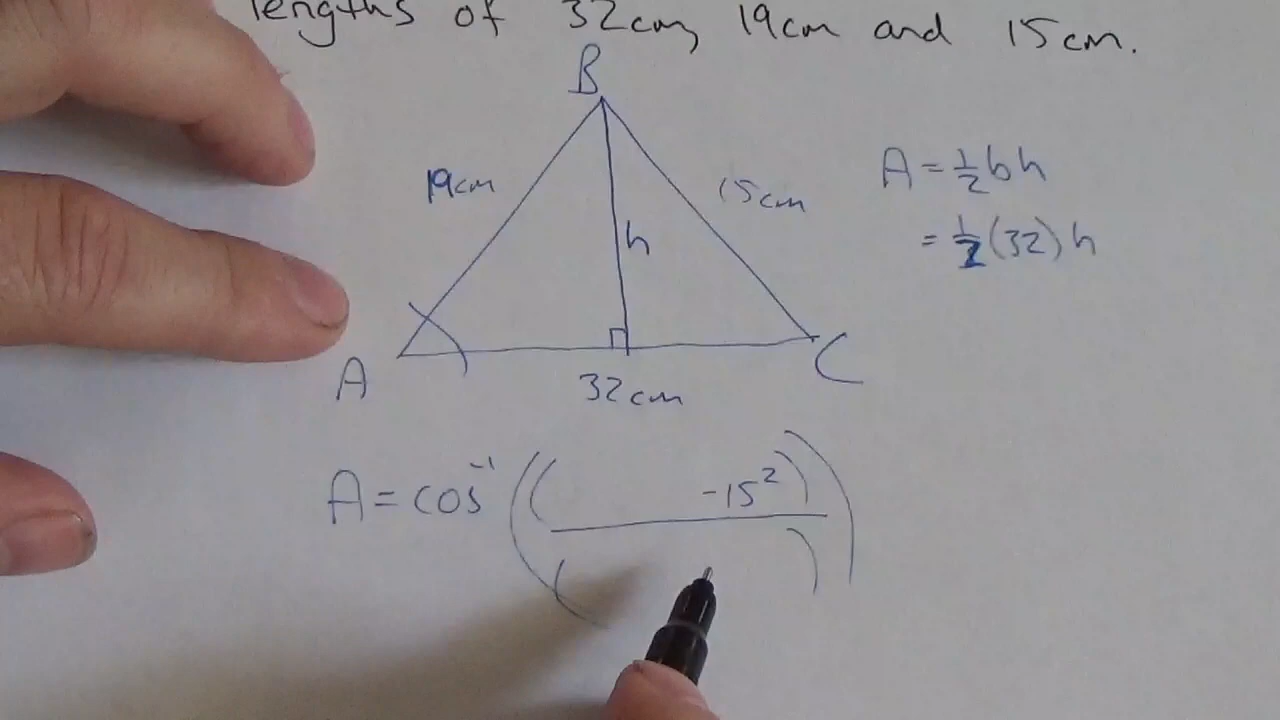 lengths of 32cm, 19cm and 15cm.
B
19cm
15cm
h
A
C
32cm
A = ½bh
= ½(32)h
A = cos⁻¹ (( -15²) / ( ))